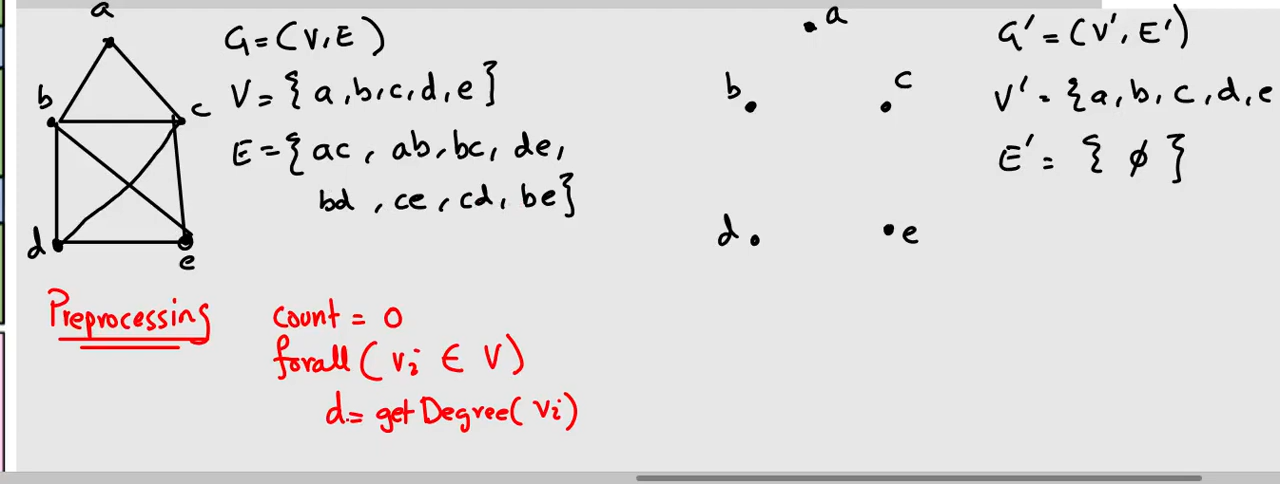 a
b
c
d
e
G = (V, E)
V = {a, b, c, d, e}
E = {ac, ab, bc, de,
bd, ce, cd, be}
a
b
c
d
e
G' = (V', E')
V' = {a, b, c, d, e
E' = {ϕ}
Preprocessing
count = 0
forall (vi ∈ V)
d = getDegree(vi)